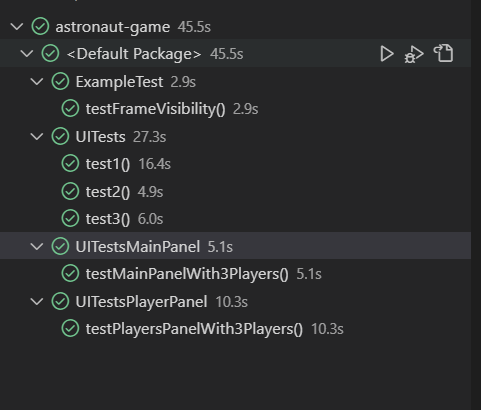 astronaut-game 45.5s
<Default Package> 45.5s
ExampleTest 2.9s
testFrameVisibility() 2.9s
UITests 27.3s
test1() 16.4s
test2() 4.9s
test3() 6.0s
UITestsMainPanel 5.1s
testMainPanelWith3Players() 5.1s
UITestsPlayerPanel 10.3s
testPlayersPanelWith3Players() 10.3s